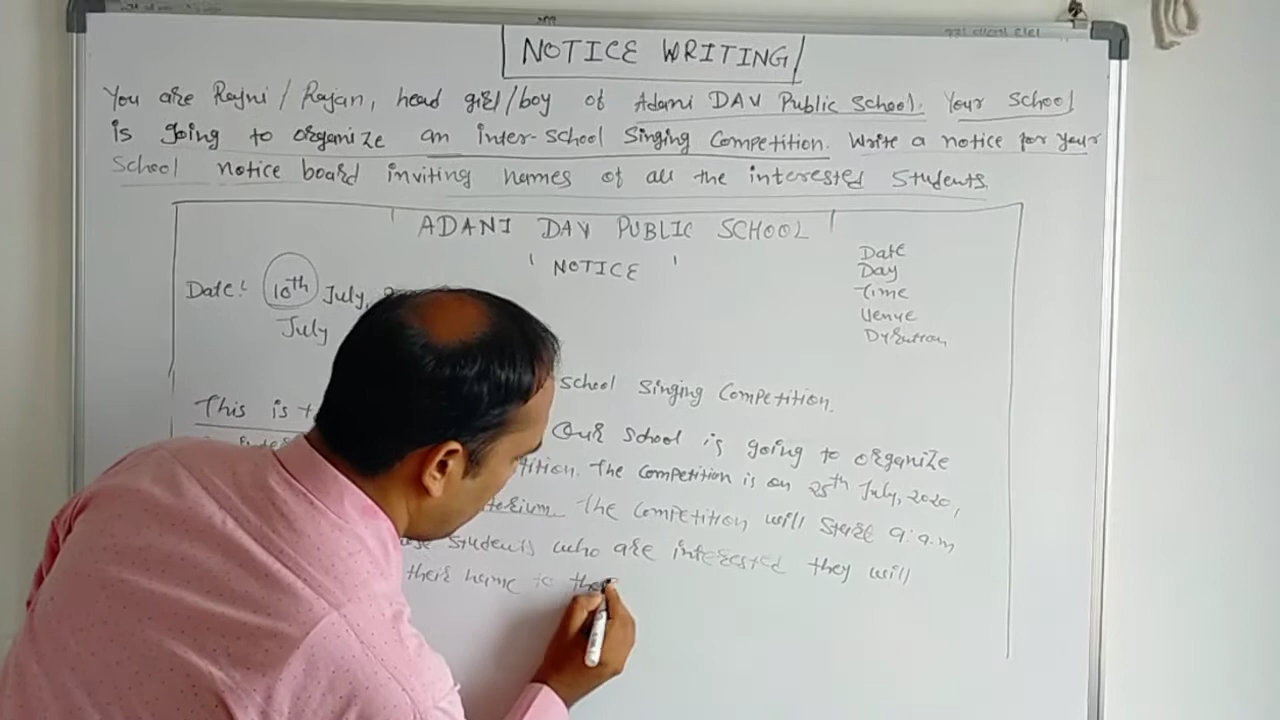 NOTICE WRITING
You are Rajni / Rajan, head girl/boy of Adani DAV Public School. Your School
is going to organize an inter-school Singing Competition. Write a notice for your
School notice board inviting names of all the interested Students.
ADANI DAV PUBLIC SCHOOL
' NOTICE '
Date
Day
Time
Venue
Duration
Date: 10th July,
July
School Singing Competition.
This is t
Our school is going to organize
tition. The competition is on 25th July, 2020,
torium The competition will Start 9:a.m
students who are interested they will
their name to the